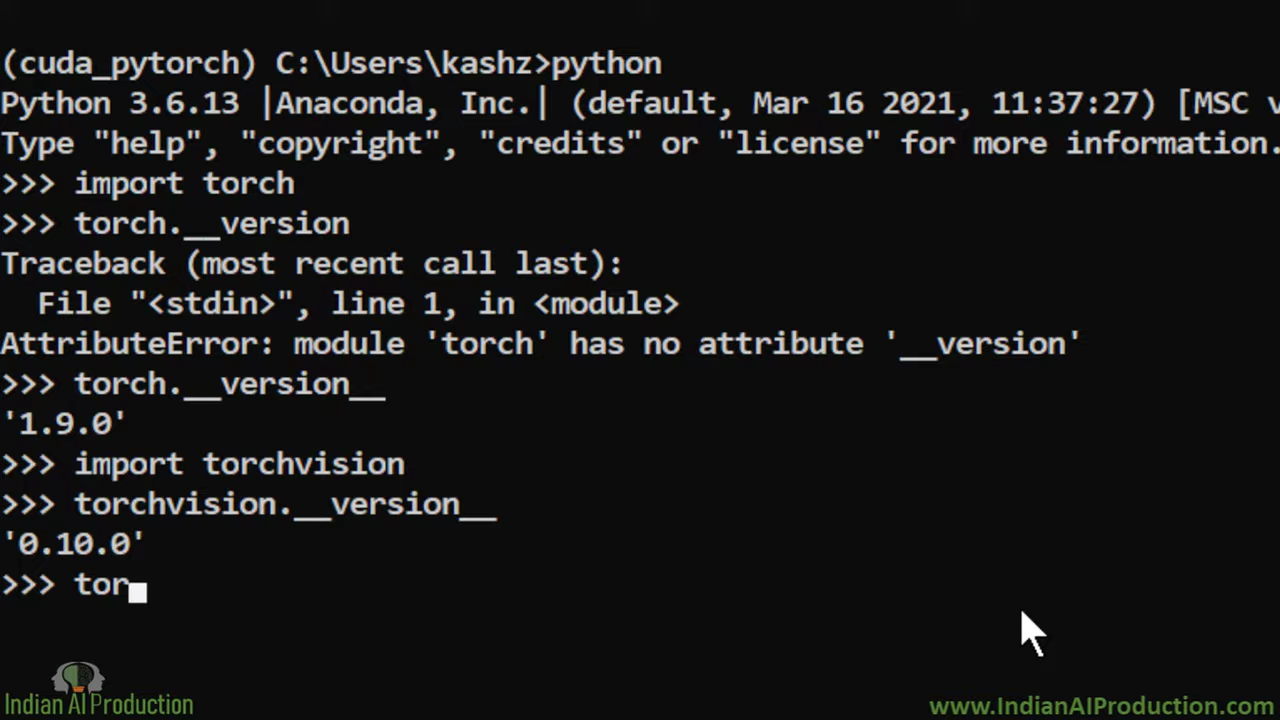 (cuda_pytorch) C:\Users\kashz>python
Python 3.6.13 |Anaconda, Inc.| (default, Mar 16 2021, 11:37:27) [MSC v
Type "help", "copyright", "credits" or "license" for more information.
>>> import torch
>>> torch.__version
Traceback (most recent call last):
  File "<stdin>", line 1, in <module>
AttributeError: module 'torch' has no attribute '__version'
>>> torch.__version__
'1.9.0'
>>> import torchvision
>>> torchvision.__version__
'0.10.0'
>>> tor
Indian AI Production
www.IndianAIProduction.com